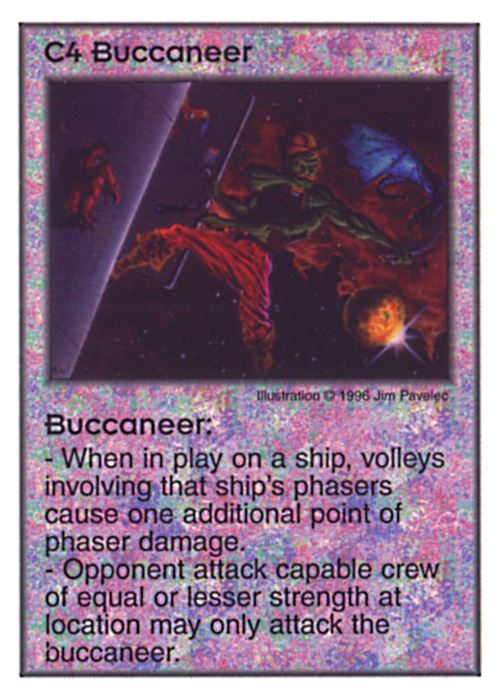 C4 Buccaneer
Illustration © 1996 Jim Pavelec
Buccaneer:
- When in play on a ship, volleys
involving that ship's phasers
cause one additional point of
phaser damage.
- Opponent attack capable crew
of equal or lesser strength at
location may only attack the
buccaneer.